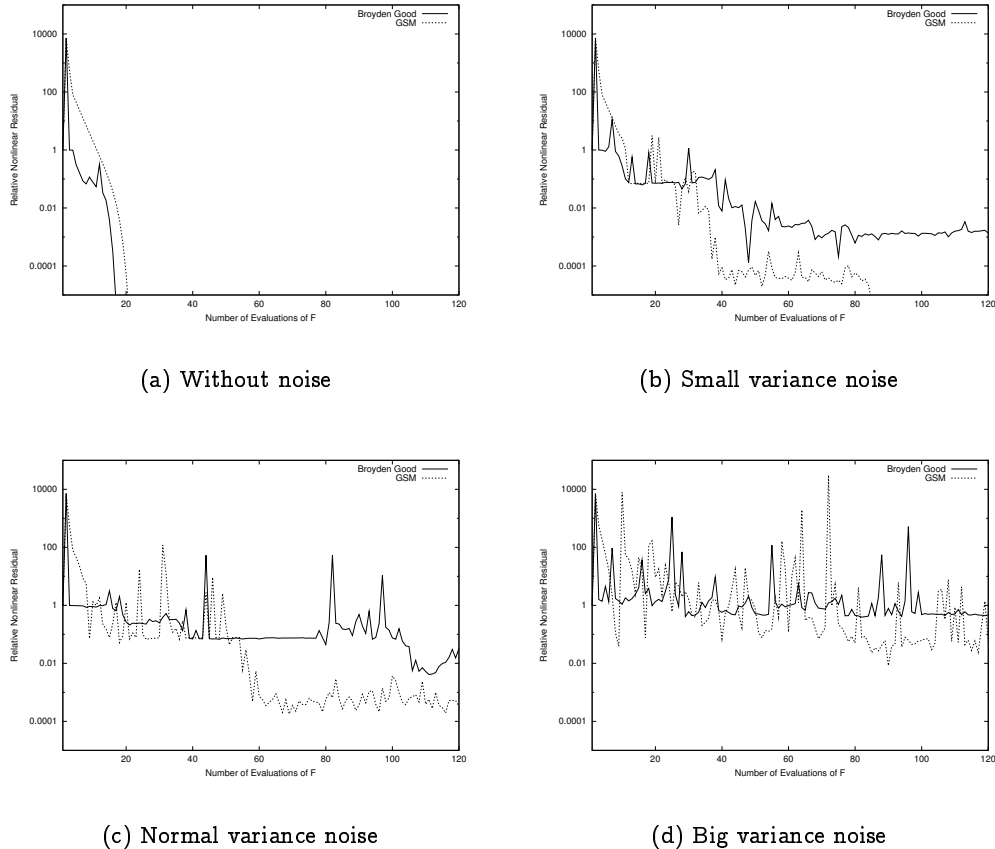 Broyden Good
GSM
10000
100
1
0.01
0.0001
Relative Nonlinear Residual
20 40 60 80 100 120
Number of Evaluations of F
(a) Without noise
Broyden Good
GSM
10000
100
1
0.01
0.0001
Relative Nonlinear Residual
20 40 60 80 100 120
Number of Evaluations of F
(b) Small variance noise
Broyden Good
GSM
10000
100
1
0.01
0.0001
Relative Nonlinear Residual
20 40 60 80 100 120
Number of Evaluations of F
(c) Normal variance noise
Broyden Good
GSM
10000
100
1
0.01
0.0001
Relative Nonlinear Residual
20 40 60 80 100 120
Number of Evaluations of F
(d) Big variance noise